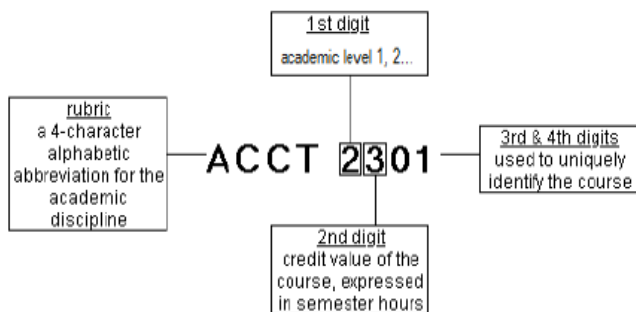 1st digit
academic level 1, 2...
rubric
a 4-character
alphabetic
abbreviation for the
academic
discipline
ACCT 2301
3rd & 4th digits
used to uniquely
identify the course
2nd digit
credit value of the
course, expressed
in semester hours